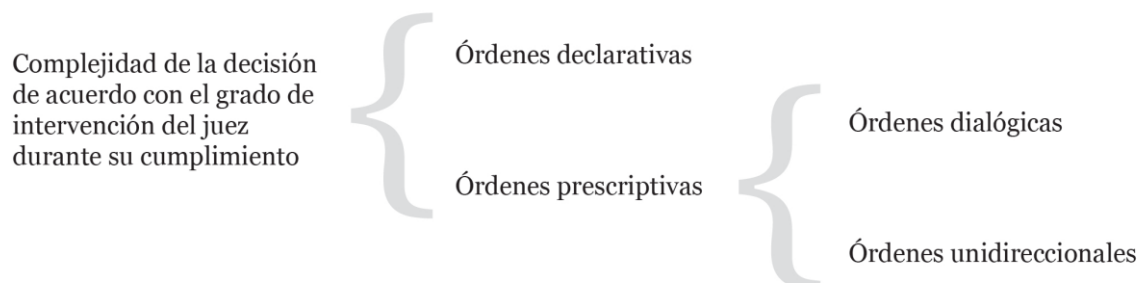 Complejidad de la decisión
de acuerdo con el grado de
intervención del juez
durante su cumplimiento
Órdenes declarativas
Órdenes prescriptivas
Órdenes dialógicas
Órdenes unidireccionales